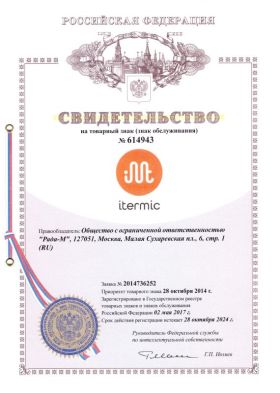 РОССИЙСКАЯ ФЕДЕРАЦИЯ
СВИДЕТЕЛЬСТВО
на товарный знак (знак обслуживания)
№ 614943
itermic
Правообладатель: Общество с ограниченной ответственностью
"Рада-М", 127051, Москва, Малая Сухаревская пл., 6, стр. 1
(RU)
Заявка № 2014736252
Приоритет товарного знака 28 октября 2014 г.
Зарегистрировано в Государственном реестре
товарных знаков и знаков обслуживания
Российской Федерации 02 мая 2017 г.
Срок действия регистрации истекает 28 октября 2024 г.
Руководитель Федеральной службы
по интеллектуальной собственности
Г.П. Ивлиев